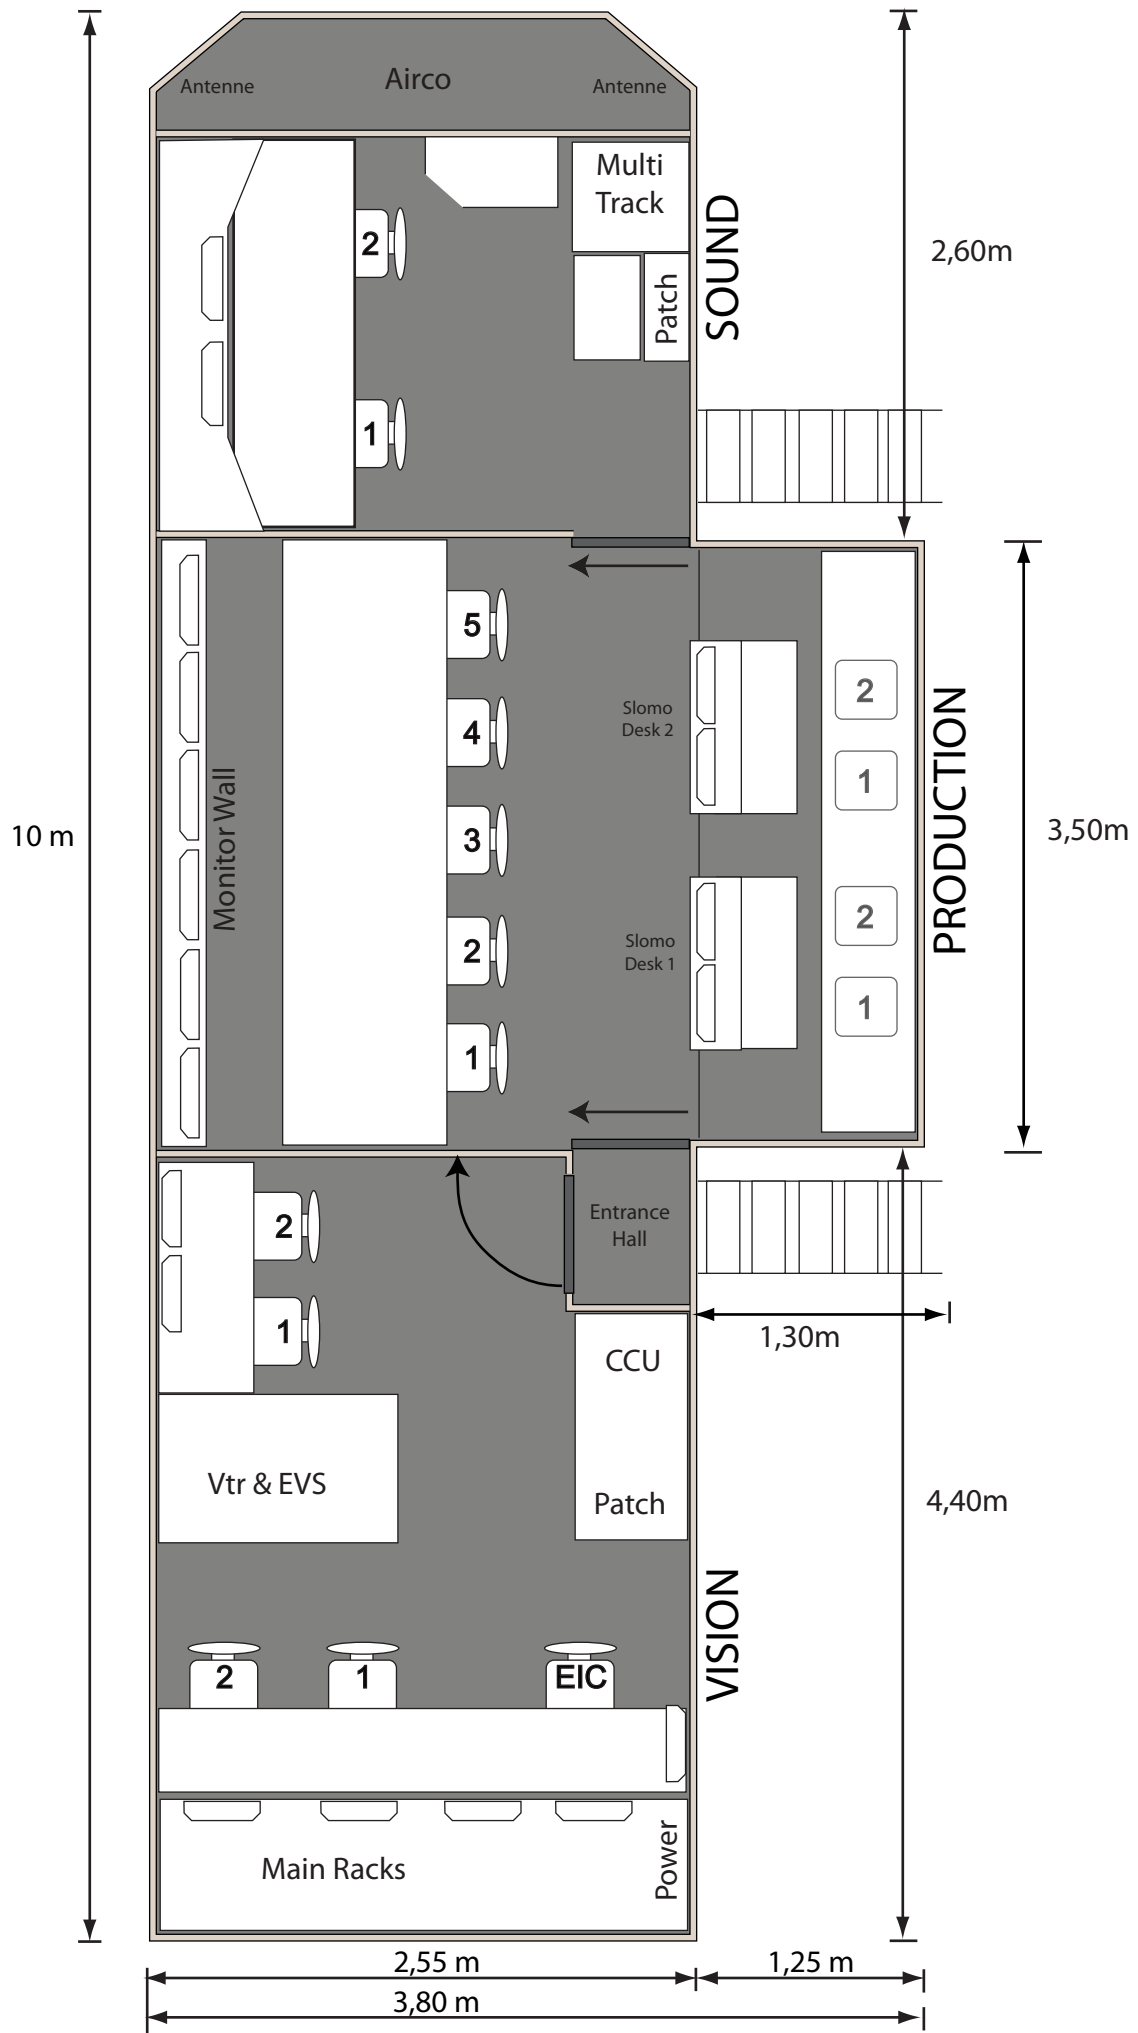 Antenne
Airco
Antenne
Multi
Track
2
SOUND
2,60m
Patch
1
5
Slomo
Desk 2
4
2
1
PRODUCTION
Monitor Wall
10 m
3
3,50m
2
Slomo
Desk 1
2
1
1
2
Entrance
Hall
1
1,30m
CCU
Vtr & EVS
Patch
4,40m
VISION
2
1
EIC
Main Racks
Power
2,55 m
1,25 m
3,80 m